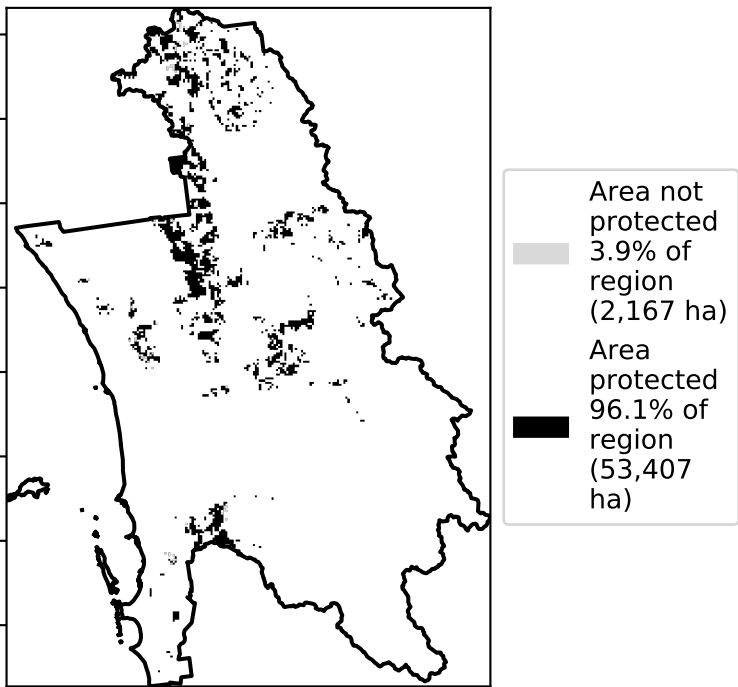 Area not
protected
3.9% of
region
(2,167 ha)
Area
protected
96.1% of
region
(53,407
ha)